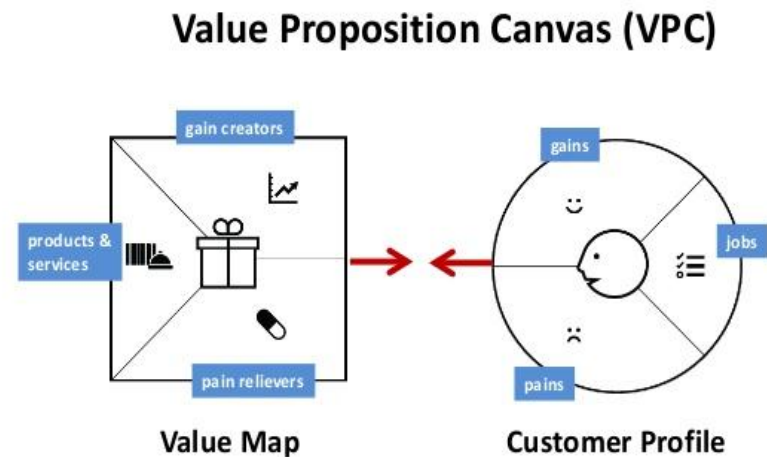 Value Proposition Canvas (VPC)
gain creators
products &
services
pain relievers
Value Map
gains
jobs
pains
Customer Profile